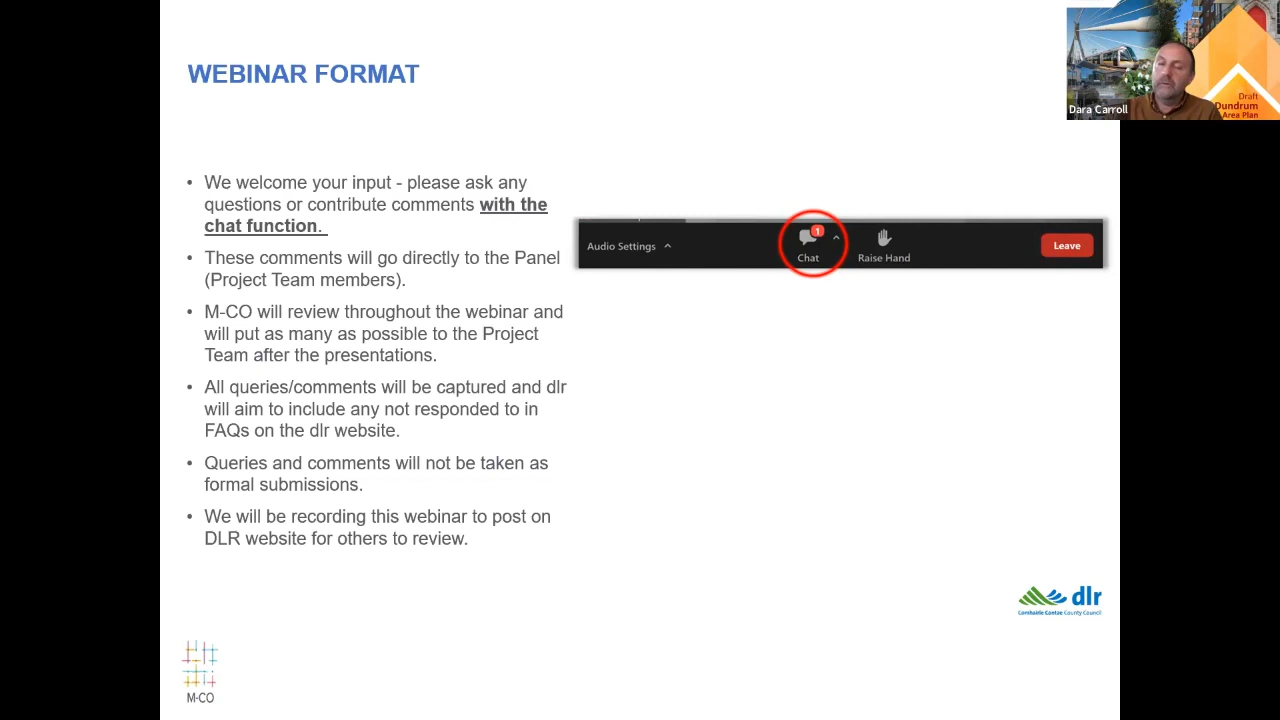 WEBINAR FORMAT
Dara Carroll
Draft
Dundrum
Area Plan
• We welcome your input - please ask any
questions or contribute comments with the
chat function.
• These comments will go directly to the Panel
(Project Team members).
• M-CO will review throughout the webinar and
will put as many as possible to the Project
Team after the presentations.
• All queries/comments will be captured and dlr
will aim to include any not responded to in
FAQs on the dlr website.
• Queries and comments will not be taken as
formal submissions.
• We will be recording this webinar to post on
DLR website for others to review.
Audio Settings
1
Chat
Raise Hand
Leave
dlr
Comhairle Contae County Council
M-CO